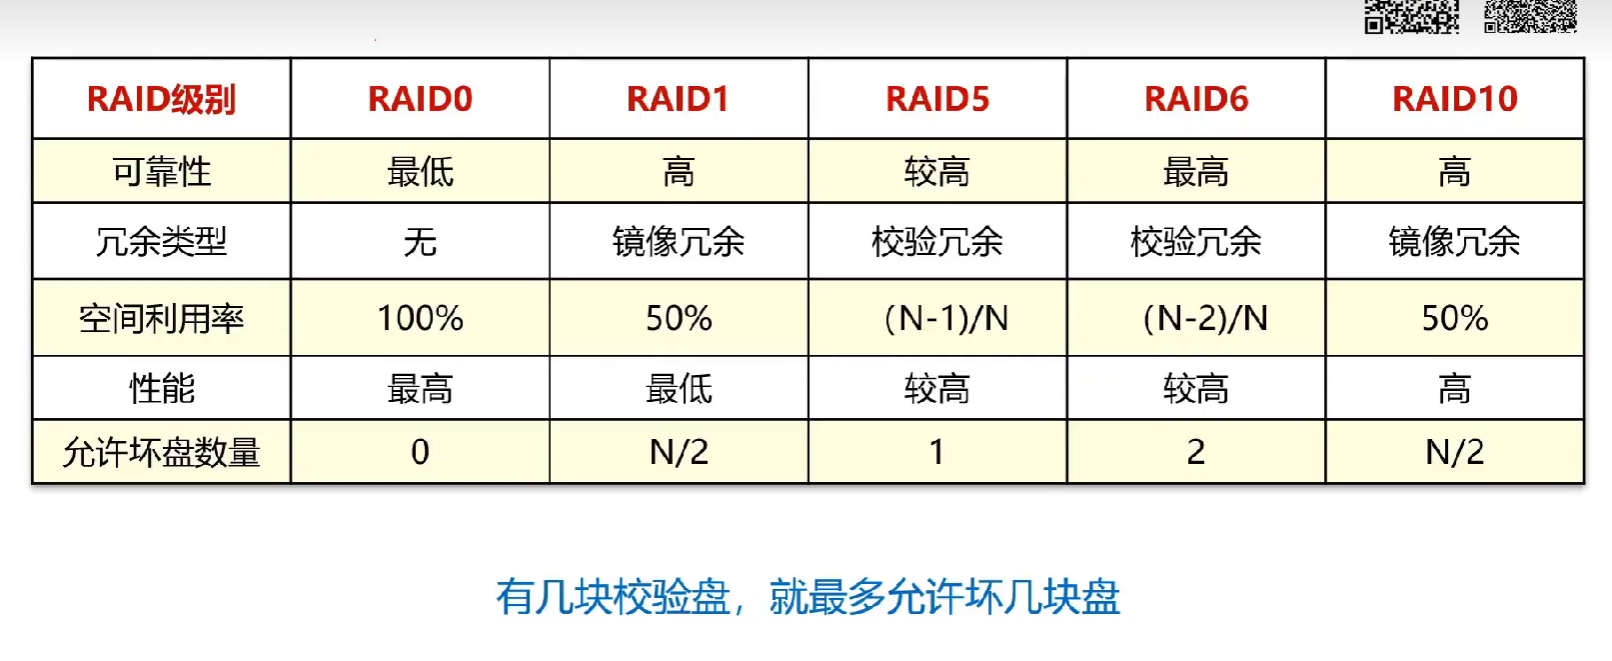 RAID级别 RAID0 RAID1 RAID5 RAID6 RAID10
可靠性 最低 高 较高 最高 高
冗余类型 无 镜像冗余 校验冗余 校验冗余 镜像冗余
空间利用率 100% 50% (N-1)/N (N-2)/N 50%
性能 最高 最低 较高 较高 高
允许坏盘数量 0 N/2 1 2 N/2
有几块校验盘，就最多允许坏几块盘